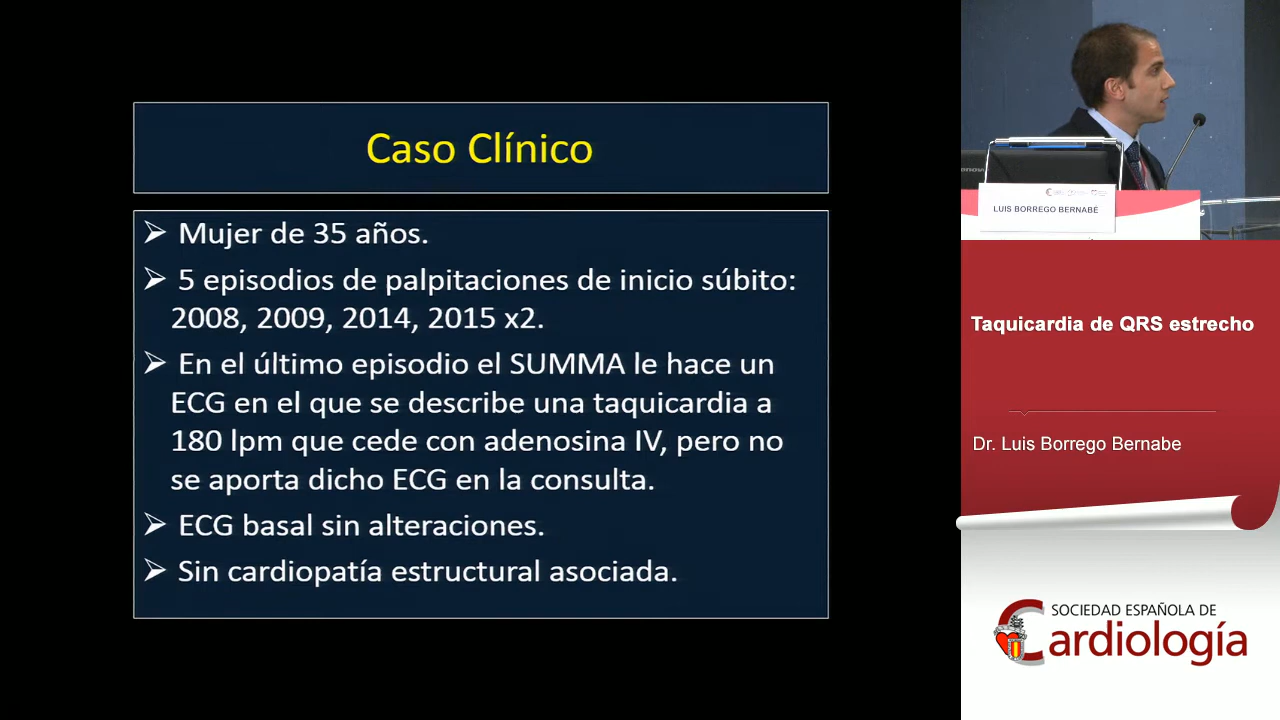 Caso Clínico
➢ Mujer de 35 años.
➢ 5 episodios de palpitaciones de inicio súbito:
2008, 2009, 2014, 2015 x2.
➢ En el último episodio el SUMMA le hace un
ECG en el que se describe una taquicardia a
180 lpm que cede con adenosina IV, pero no
se aporta dicho ECG en la consulta.
➢ ECG basal sin alteraciones.
➢ Sin cardiopatía estructural asociada.
LUIS BORREGO BERNABÉ
Taquicardia de QRS estrecho
Dr. Luis Borrego Bernabe
SOCIEDAD ESPAÑOLA DE
Cardiología